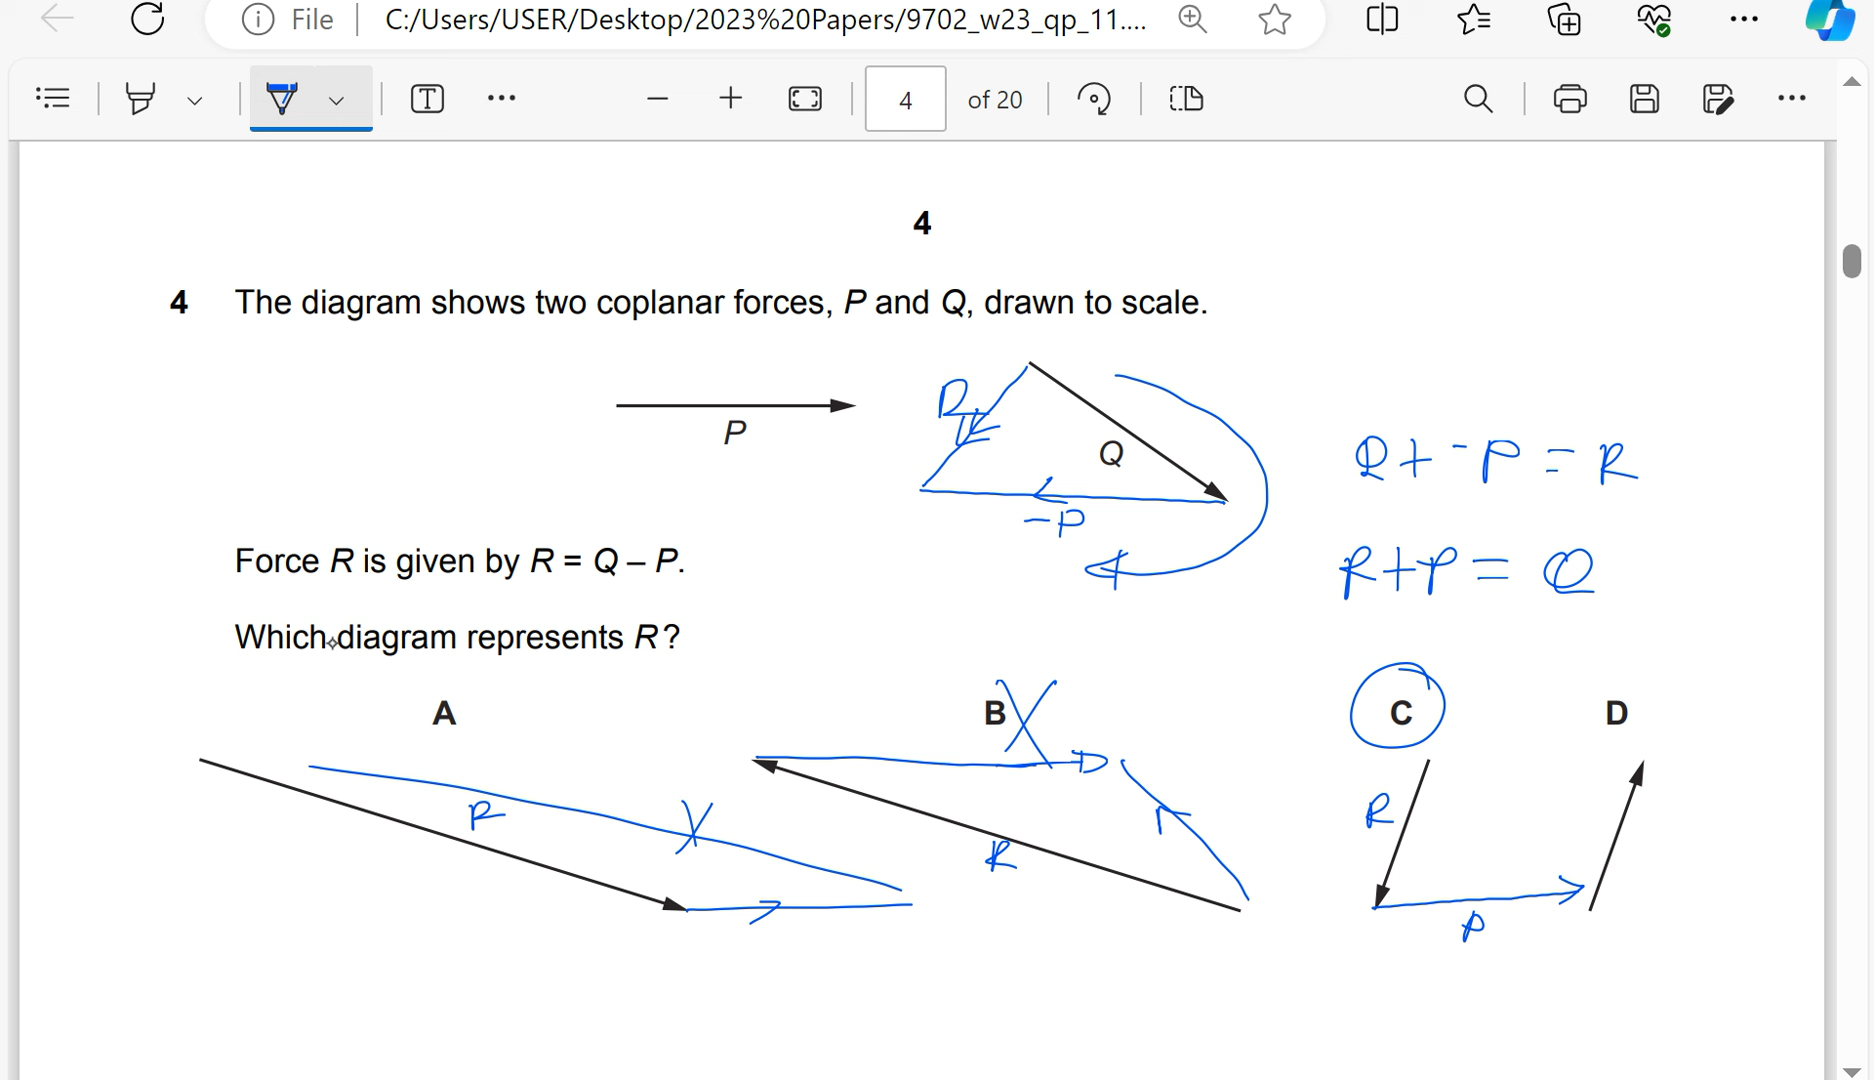 File C:/Users/USER/Desktop/2023%20Papers/9702_w23_qp_11....
4 of 20
4
4 The diagram shows two coplanar forces, P and Q, drawn to scale.
P
R
Q
-P
Q + -P = R
R + P = Q
Force R is given by R = Q – P.
Which diagram represents R?
A B C D
R
R
R
P